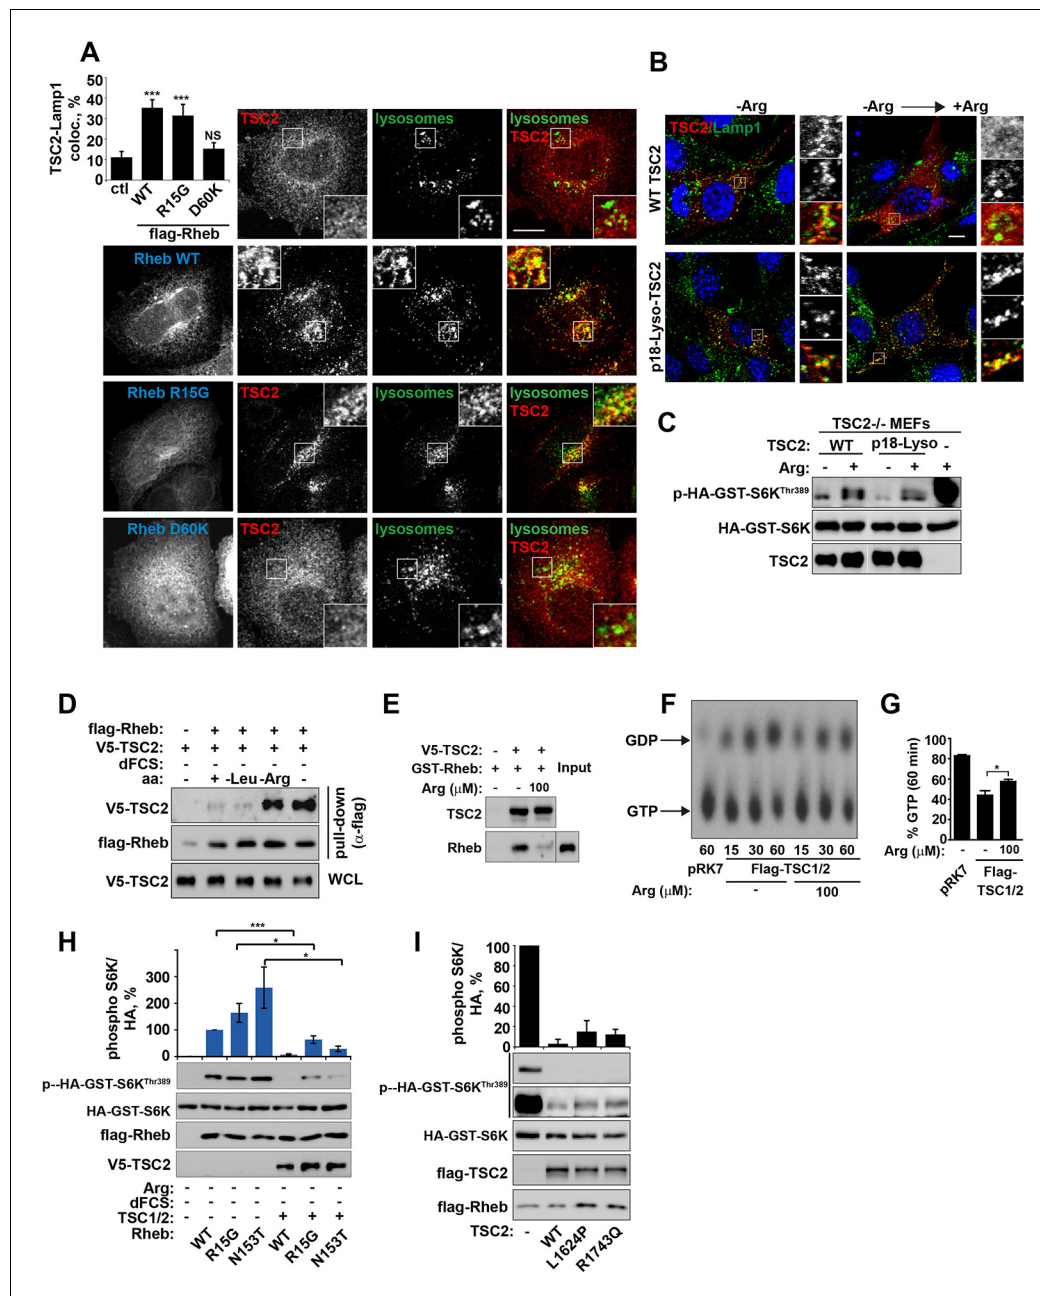 A
TSC2-Lamp1
coloc., %
50
40
30
20
10
0
***
***
NS
ctl
WT
R15G
D60K
flag-Rheb
TSC2
lysosomes
lysosomes
TSC2
Rheb WT
Rheb R15G
TSC2
lysosomes
lysosomes
TSC2
Rheb D60K
TSC2
lysosomes
lysosomes
TSC2
B
-Arg
-Arg
+Arg
TSC2/Lamp1
WT TSC2
p18-Lyso-TSC2
C
TSC2-/- MEFs
TSC2: WT p18-Lyso -
Arg: - + - + +
p-HA-GST-S6KThr389
HA-GST-S6K
TSC2
D
flag-Rheb: - + + + +
V5-TSC2: + + + + +
dFCS: - - - - -
aa: - + -Leu -Arg -
V5-TSC2
flag-Rheb
V5-TSC2
pull-down
(α-flag)
WCL
E
V5-TSC2: - + +
GST-Rheb: + + + Input
Arg (μM): - - 100
TSC2
Rheb
F
GDP
GTP
60 15 30 60 15 30 60
pRK7 Flag-TSC1/2
Arg (μM): - 100
G
% GTP (60 min)
100
80
60
40
20
0
*
Arg (μM): - - 100
pRK7
Flag-
TSC1/2
H
***
*
*
phospho S6K/
HA, %
300
200
100
0
p--HA-GST-S6KThr389
HA-GST-S6K
flag-Rheb
V5-TSC2
Arg: - - - - - - -
dFCS: - - - - - - -
TSC1/2: - - - - + + +
Rheb: - WT R15G N153T WT R15G N153T
I
phospho S6K/
HA, %
100
80
60
40
20
0
p--HA-GST-S6KThr389
HA-GST-S6K
flag-TSC2
flag-Rheb
TSC2: - WT L1624P R1743Q